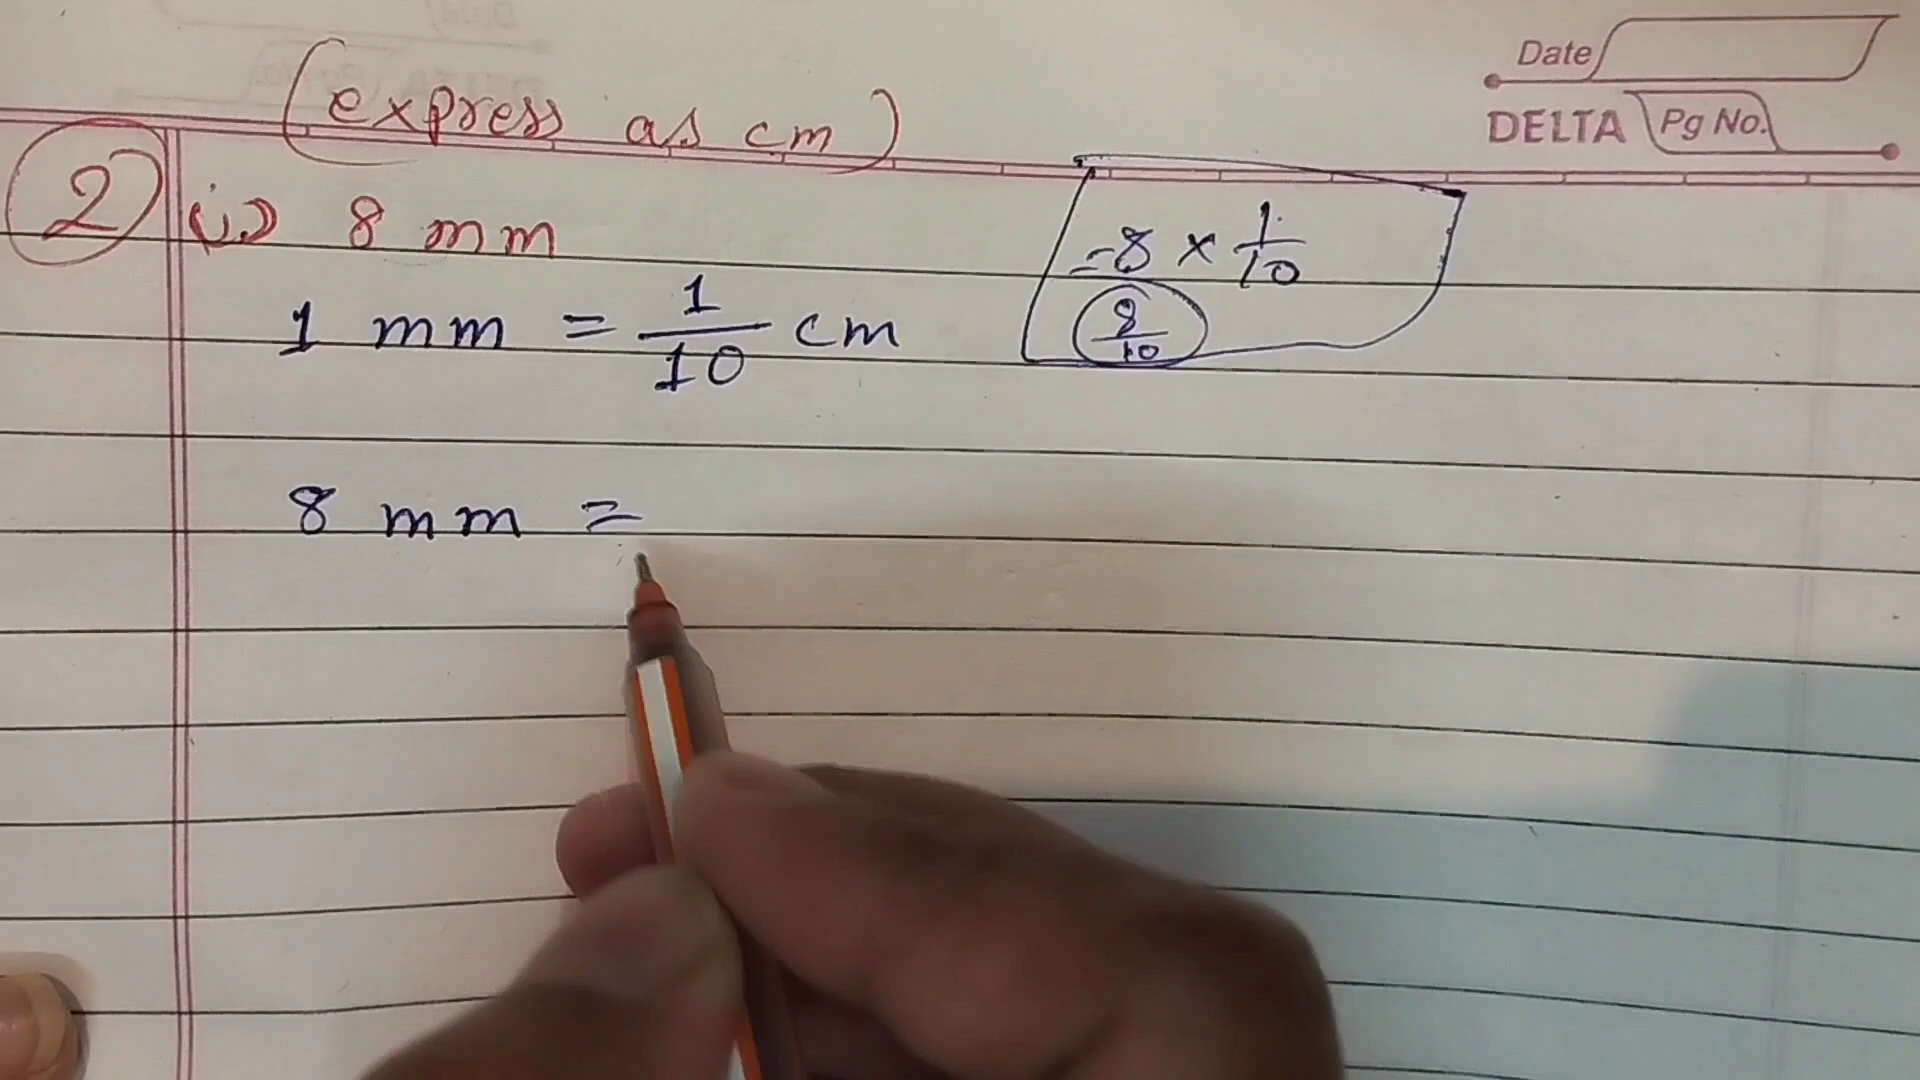 Date
DELTA Pg No.
(express as cm)
2 (i.) 8 mm
1 mm = 1/10 cm
= 8 × 1/10
8/10
8 mm =